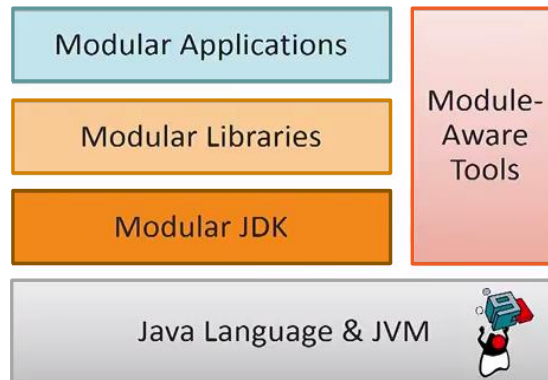 Modular Applications
Modular Libraries
Modular JDK
Module-
Aware
Tools
Java Language & JVM